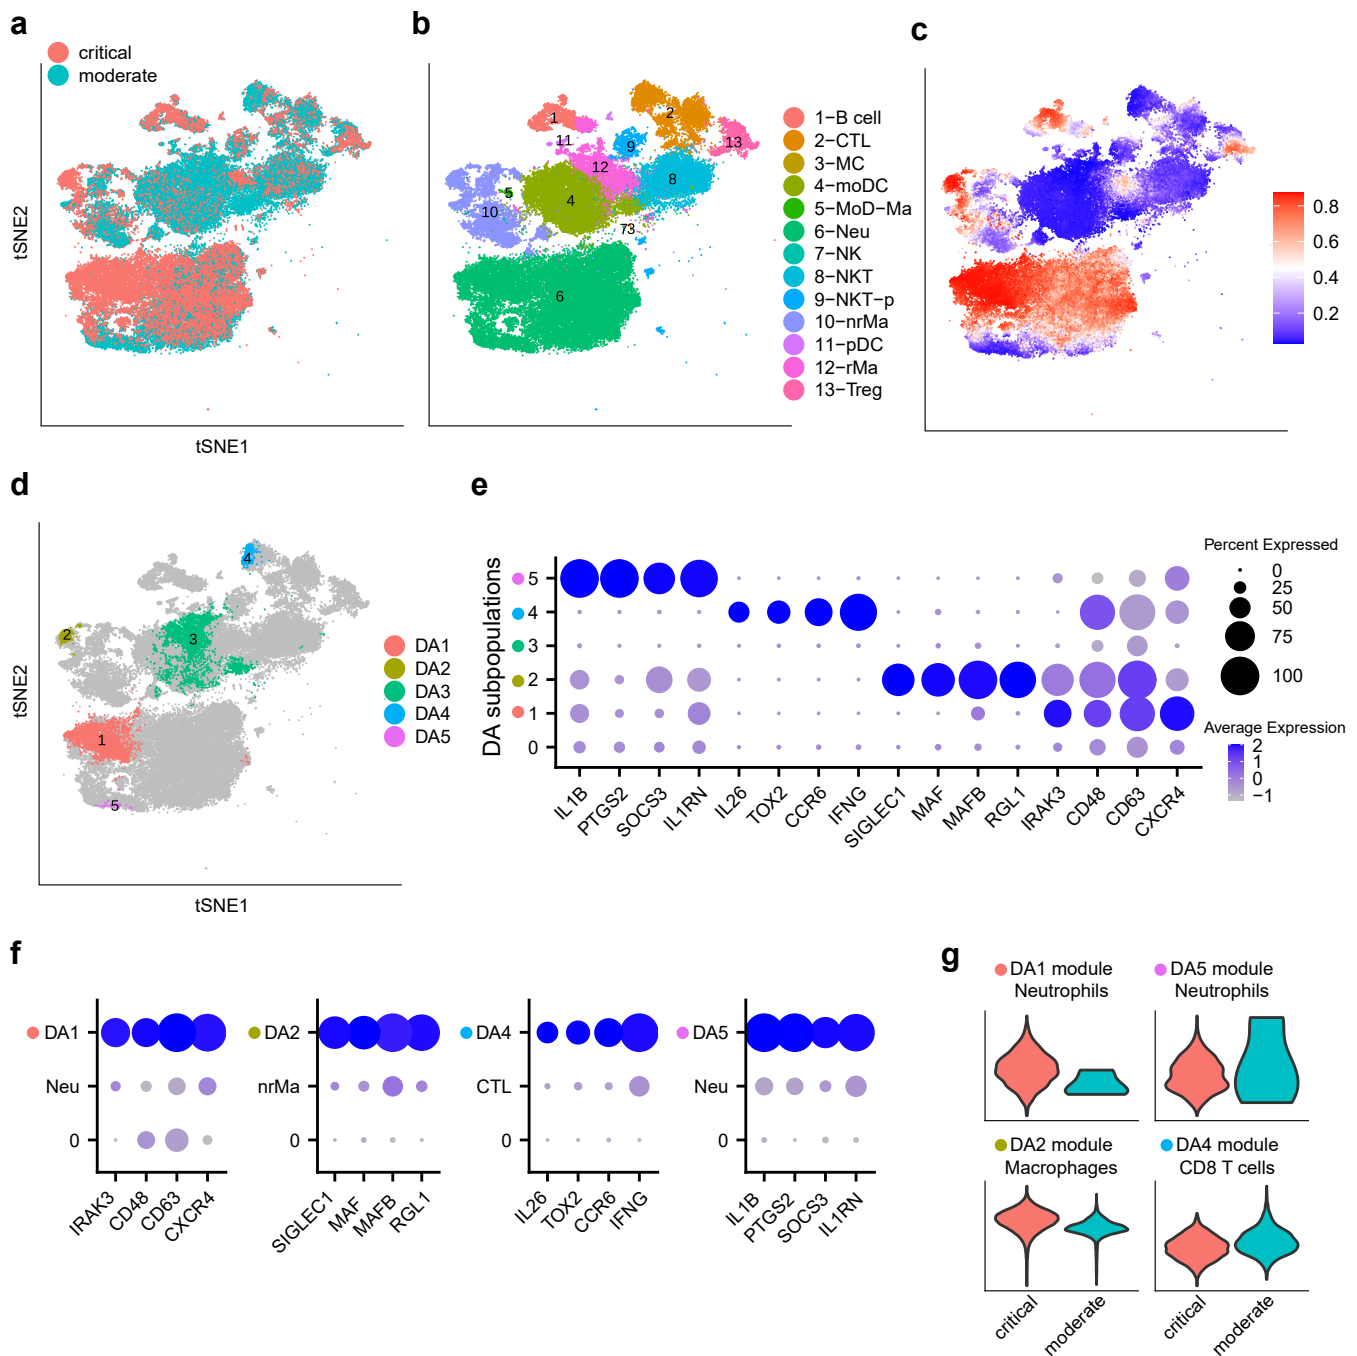 a
critical
moderate
tSNE2
tSNE1
b
1
2
3
4
5
6
7
8
9
10
11
12
13
1−B cell
2−CTL
3−MC
4−moDC
5−MoD−Ma
6−Neu
7−NK
8−NKT
9−NKT−p
10−nrMa
11−pDC
12−rMa
13−Treg
c
0.8
0.6
0.4
0.2
d
tSNE2
4
2
3
1
5
tSNE1
DA1
DA2
DA3
DA4
DA5
e
DA subpopulations
5
4
3
2
1
0
IL1B
PTGS2
SOCS3
IL1RN
IL26
TOX2
CCR6
IFNG
SIGLEC1
MAF
MAFB
RGL1
IRAK3
CD48
CD63
CXCR4
Percent Expressed
0
25
50
75
100
Average Expression
2
1
0
−1
f
DA1
Neu
0
IRAK3
CD48
CD63
CXCR4
DA2
nrMa
0
SIGLEC1
MAF
MAFB
RGL1
DA4
CTL
0
IL26
TOX2
CCR6
IFNG
DA5
Neu
0
IL1B
PTGS2
SOCS3
IL1RN
g
DA1 module
Neutrophils
DA5 module
Neutrophils
DA2 module
Macrophages
DA4 module
CD8 T cells
critical
moderate
critical
moderate